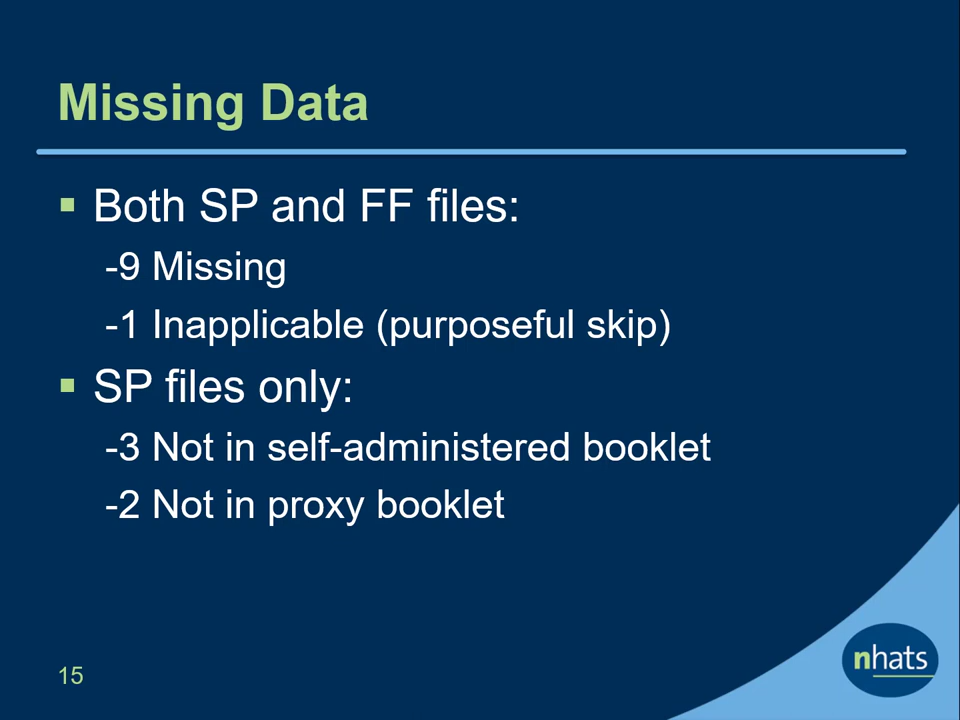 Missing Data
▪ Both SP and FF files:
-9 Missing
-1 Inapplicable (purposeful skip)
▪ SP files only:
-3 Not in self-administered booklet
-2 Not in proxy booklet
15
nhats